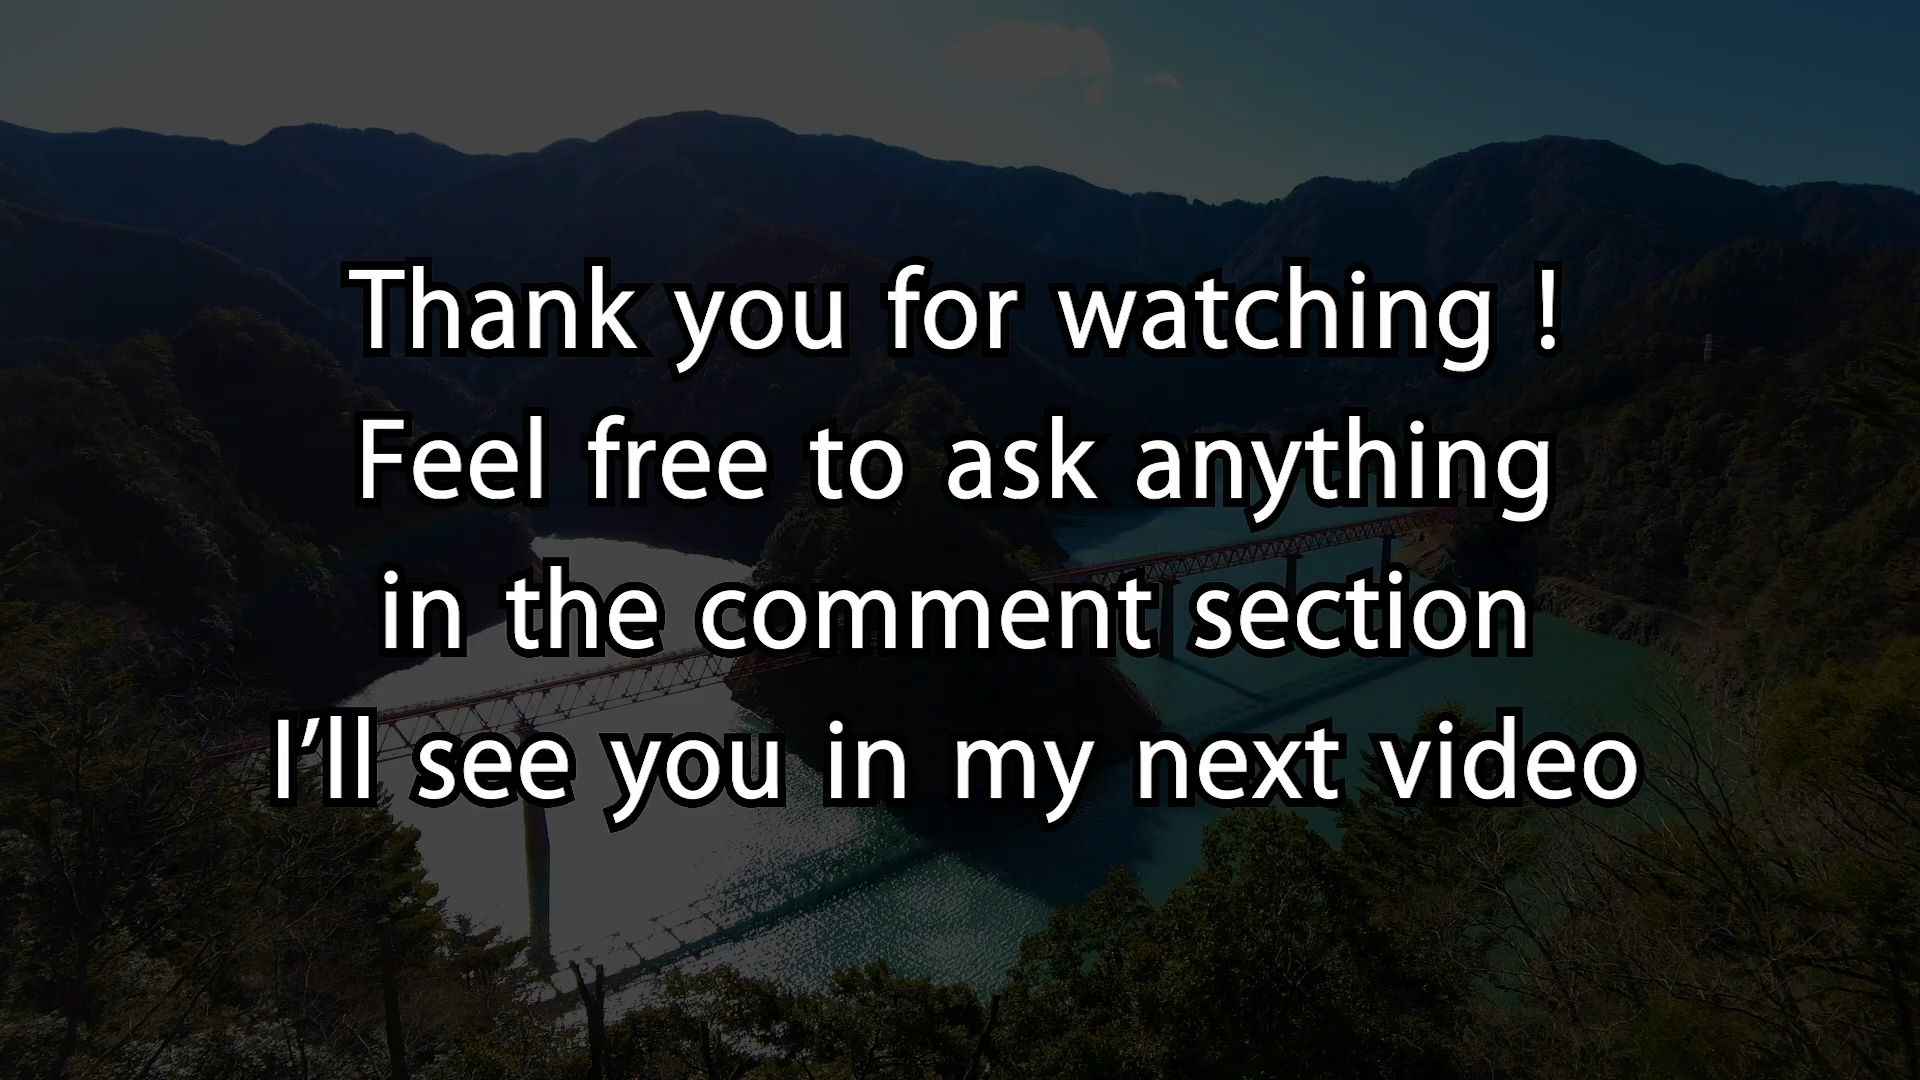 Thank you for watching !
Feel free to ask anything
in the comment section
I’ll see you in my next video